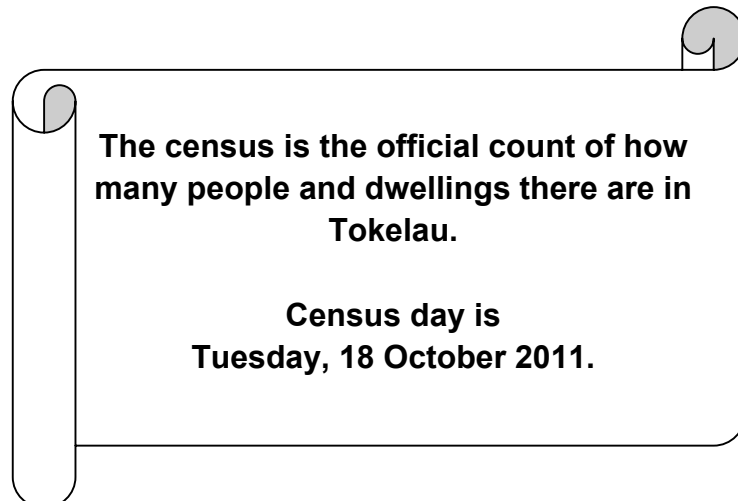 The census is the official count of how
many people and dwellings there are in
Tokelau.
Census day is
Tuesday, 18 October 2011.